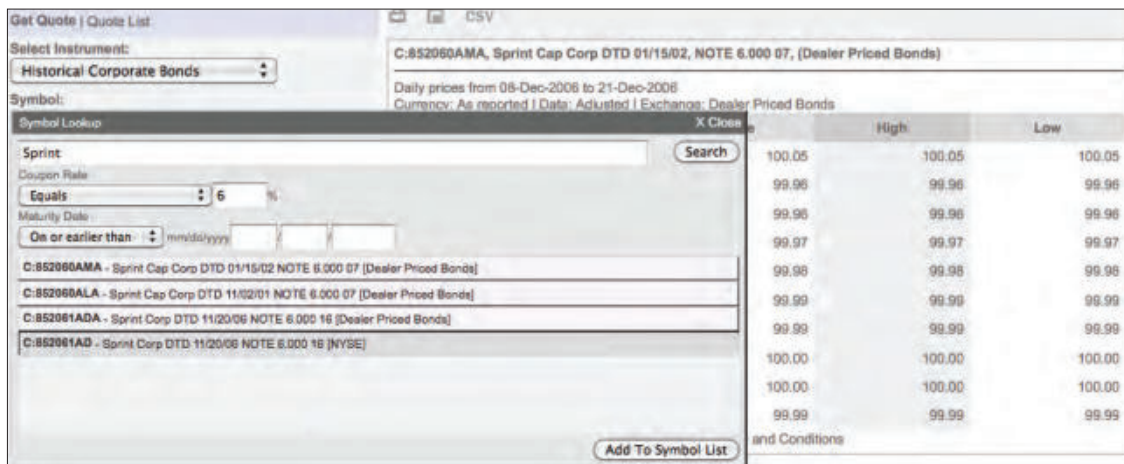 Get Quote | Quote List
CSV
Select Instrument:
Historical Corporate Bonds
Symbol:
C:852060AMA, Sprint Cap Corp DTD 01/15/02, NOTE 6.000 07, (Dealer Priced Bonds)
Daily prices from 08-Dec-2006 to 21-Dec-2006
Currency: As reported | Data: Adjusted | Exchange: Dealer Priced Bonds
Symbol Lookup X Close
Sprint Search
Coupon Rate
Equals 6 %
Maturity Date
On or earlier than mm/dd/yyyy / /
C:852060AMA - Sprint Cap Corp DTD 01/15/02 NOTE 6.000 07 [Dealer Priced Bonds]
C:852060ALA - Sprint Cap Corp DTD 11/02/01 NOTE 6.000 07 [Dealer Priced Bonds]
C:852061ADA - Sprint Corp DTD 11/20/06 NOTE 6.000 16 [Dealer Priced Bonds]
C:852061AD - Sprint Corp DTD 11/20/06 NOTE 6.000 16 [NYSE]
Add To Symbol List
High Low
100.05 100.05 100.05
99.96 99.96 99.96
99.96 99.96 99.96
99.97 99.97 99.97
99.98 99.98 99.98
99.99 99.99 99.99
99.99 99.99 99.99
100.00 100.00 100.00
100.00 100.00 100.00
99.99 99.99 99.99
and Conditions